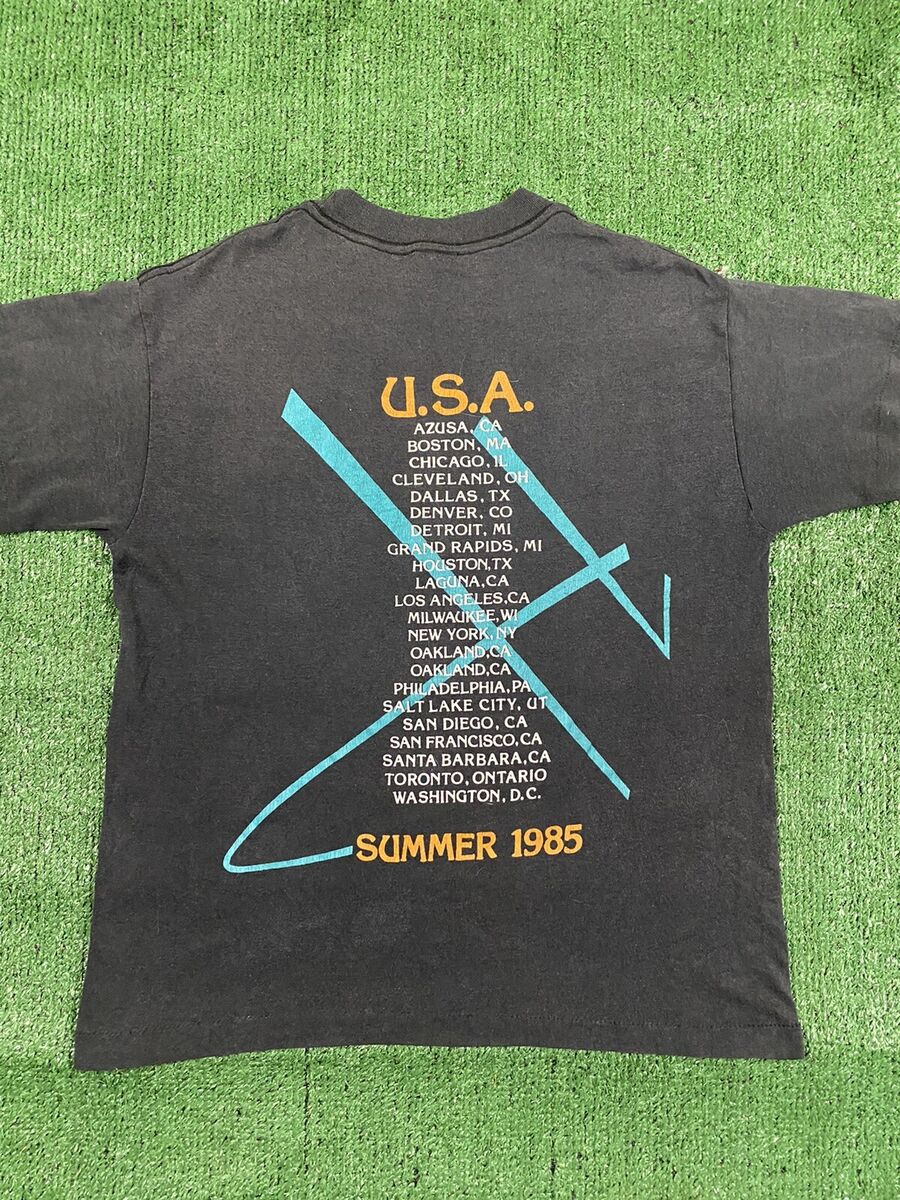 U.S.A.
AZUSA, CA
BOSTON, MA
CHICAGO, IL
CLEVELAND, OH
DALLAS, TX
DENVER, CO
DETROIT, MI
GRAND RAPIDS, MI
HOUSTON,TX
LAGUNA,CA
LOS ANGELES,CA
MILWAUKEE,WI
NEW YORK,NY
OAKLAND,CA
OAKLAND,CA
PHILADELPHIA,PA
SALT LAKE CITY, UT
SAN DIEGO, CA
SAN FRANCISCO,CA
SANTA BARBARA,CA
TORONTO, ONTARIO
WASHINGTON, D.C.
SUMMER 1985